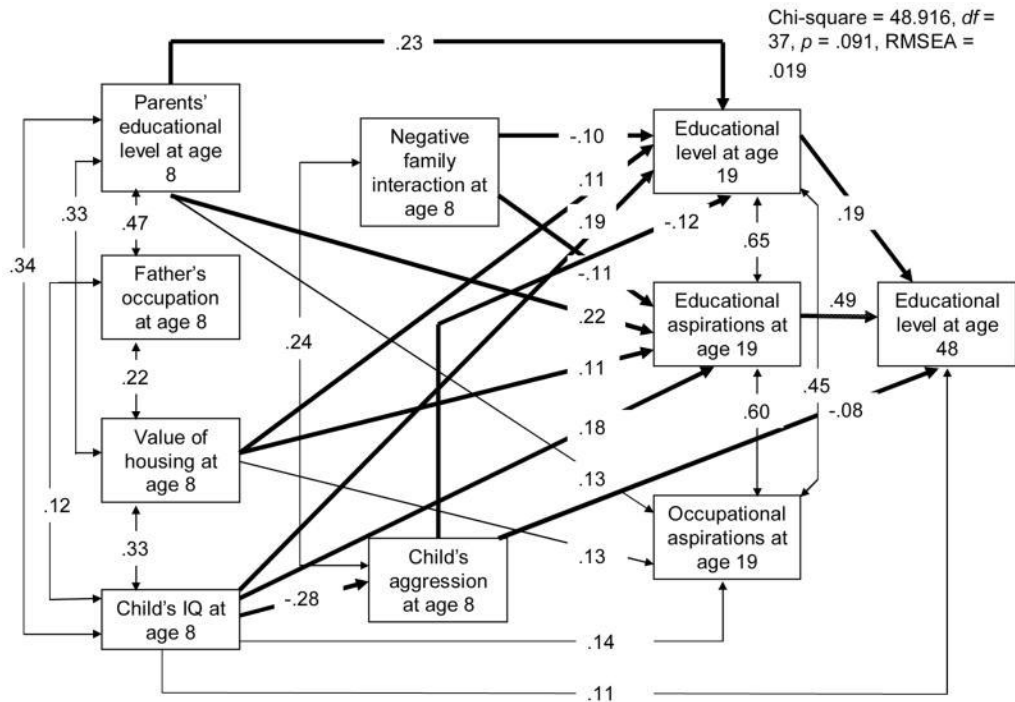 Chi-square = 48.916, df =
37, p = .091, RMSEA =
.019
.23
Parents’
educational
level at age
8
Negative
family
interaction at
age 8
Educational
level at age
19
-.10
.11
.19
-.12
.19
.33
.47
.34
.65
Father’s
occupation
at age 8
-.11
.22
Educational
aspirations at
age 19
.49
Educational
level at age
48
.24
.22
.11
.45
.18
.60
-.08
Value of
housing at
age 8
.12
.13
Occupational
aspirations at
age 19
.33
.13
Child’s
aggression
at age 8
Child’s IQ at
age 8
-.28
.14
.11